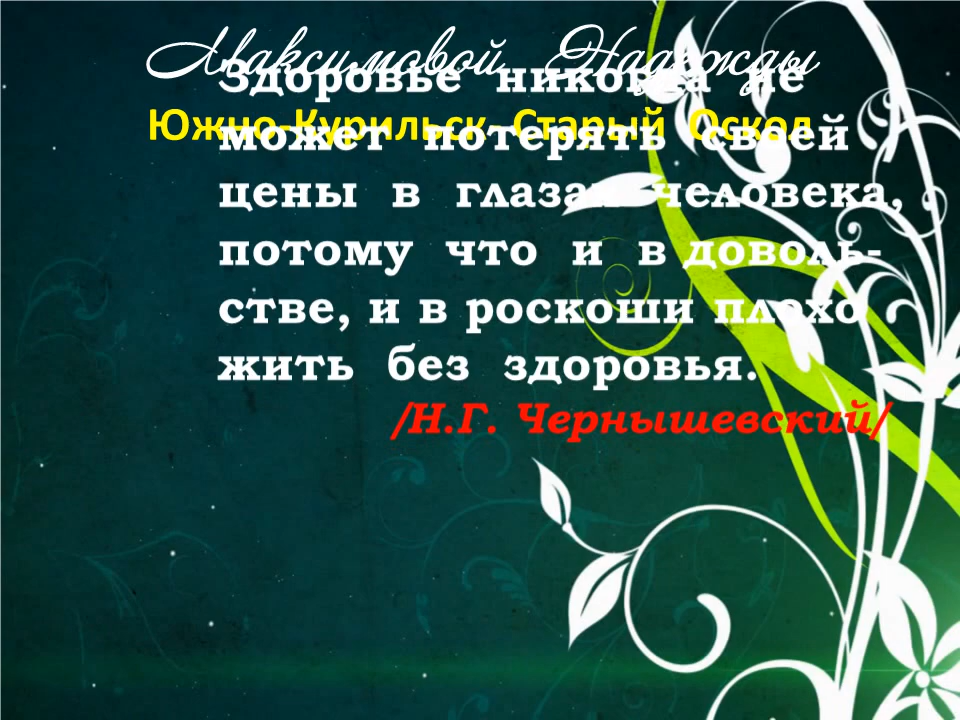 Максимовой Надежды
Здоровье никогда не
Южно-Курильск- Старый Оскол
может потерять своей
цены в глазах человека,
потому что и в доволь-
стве, и в роскоши плохо
жить без здоровья.
/Н.Г. Чернышевский/